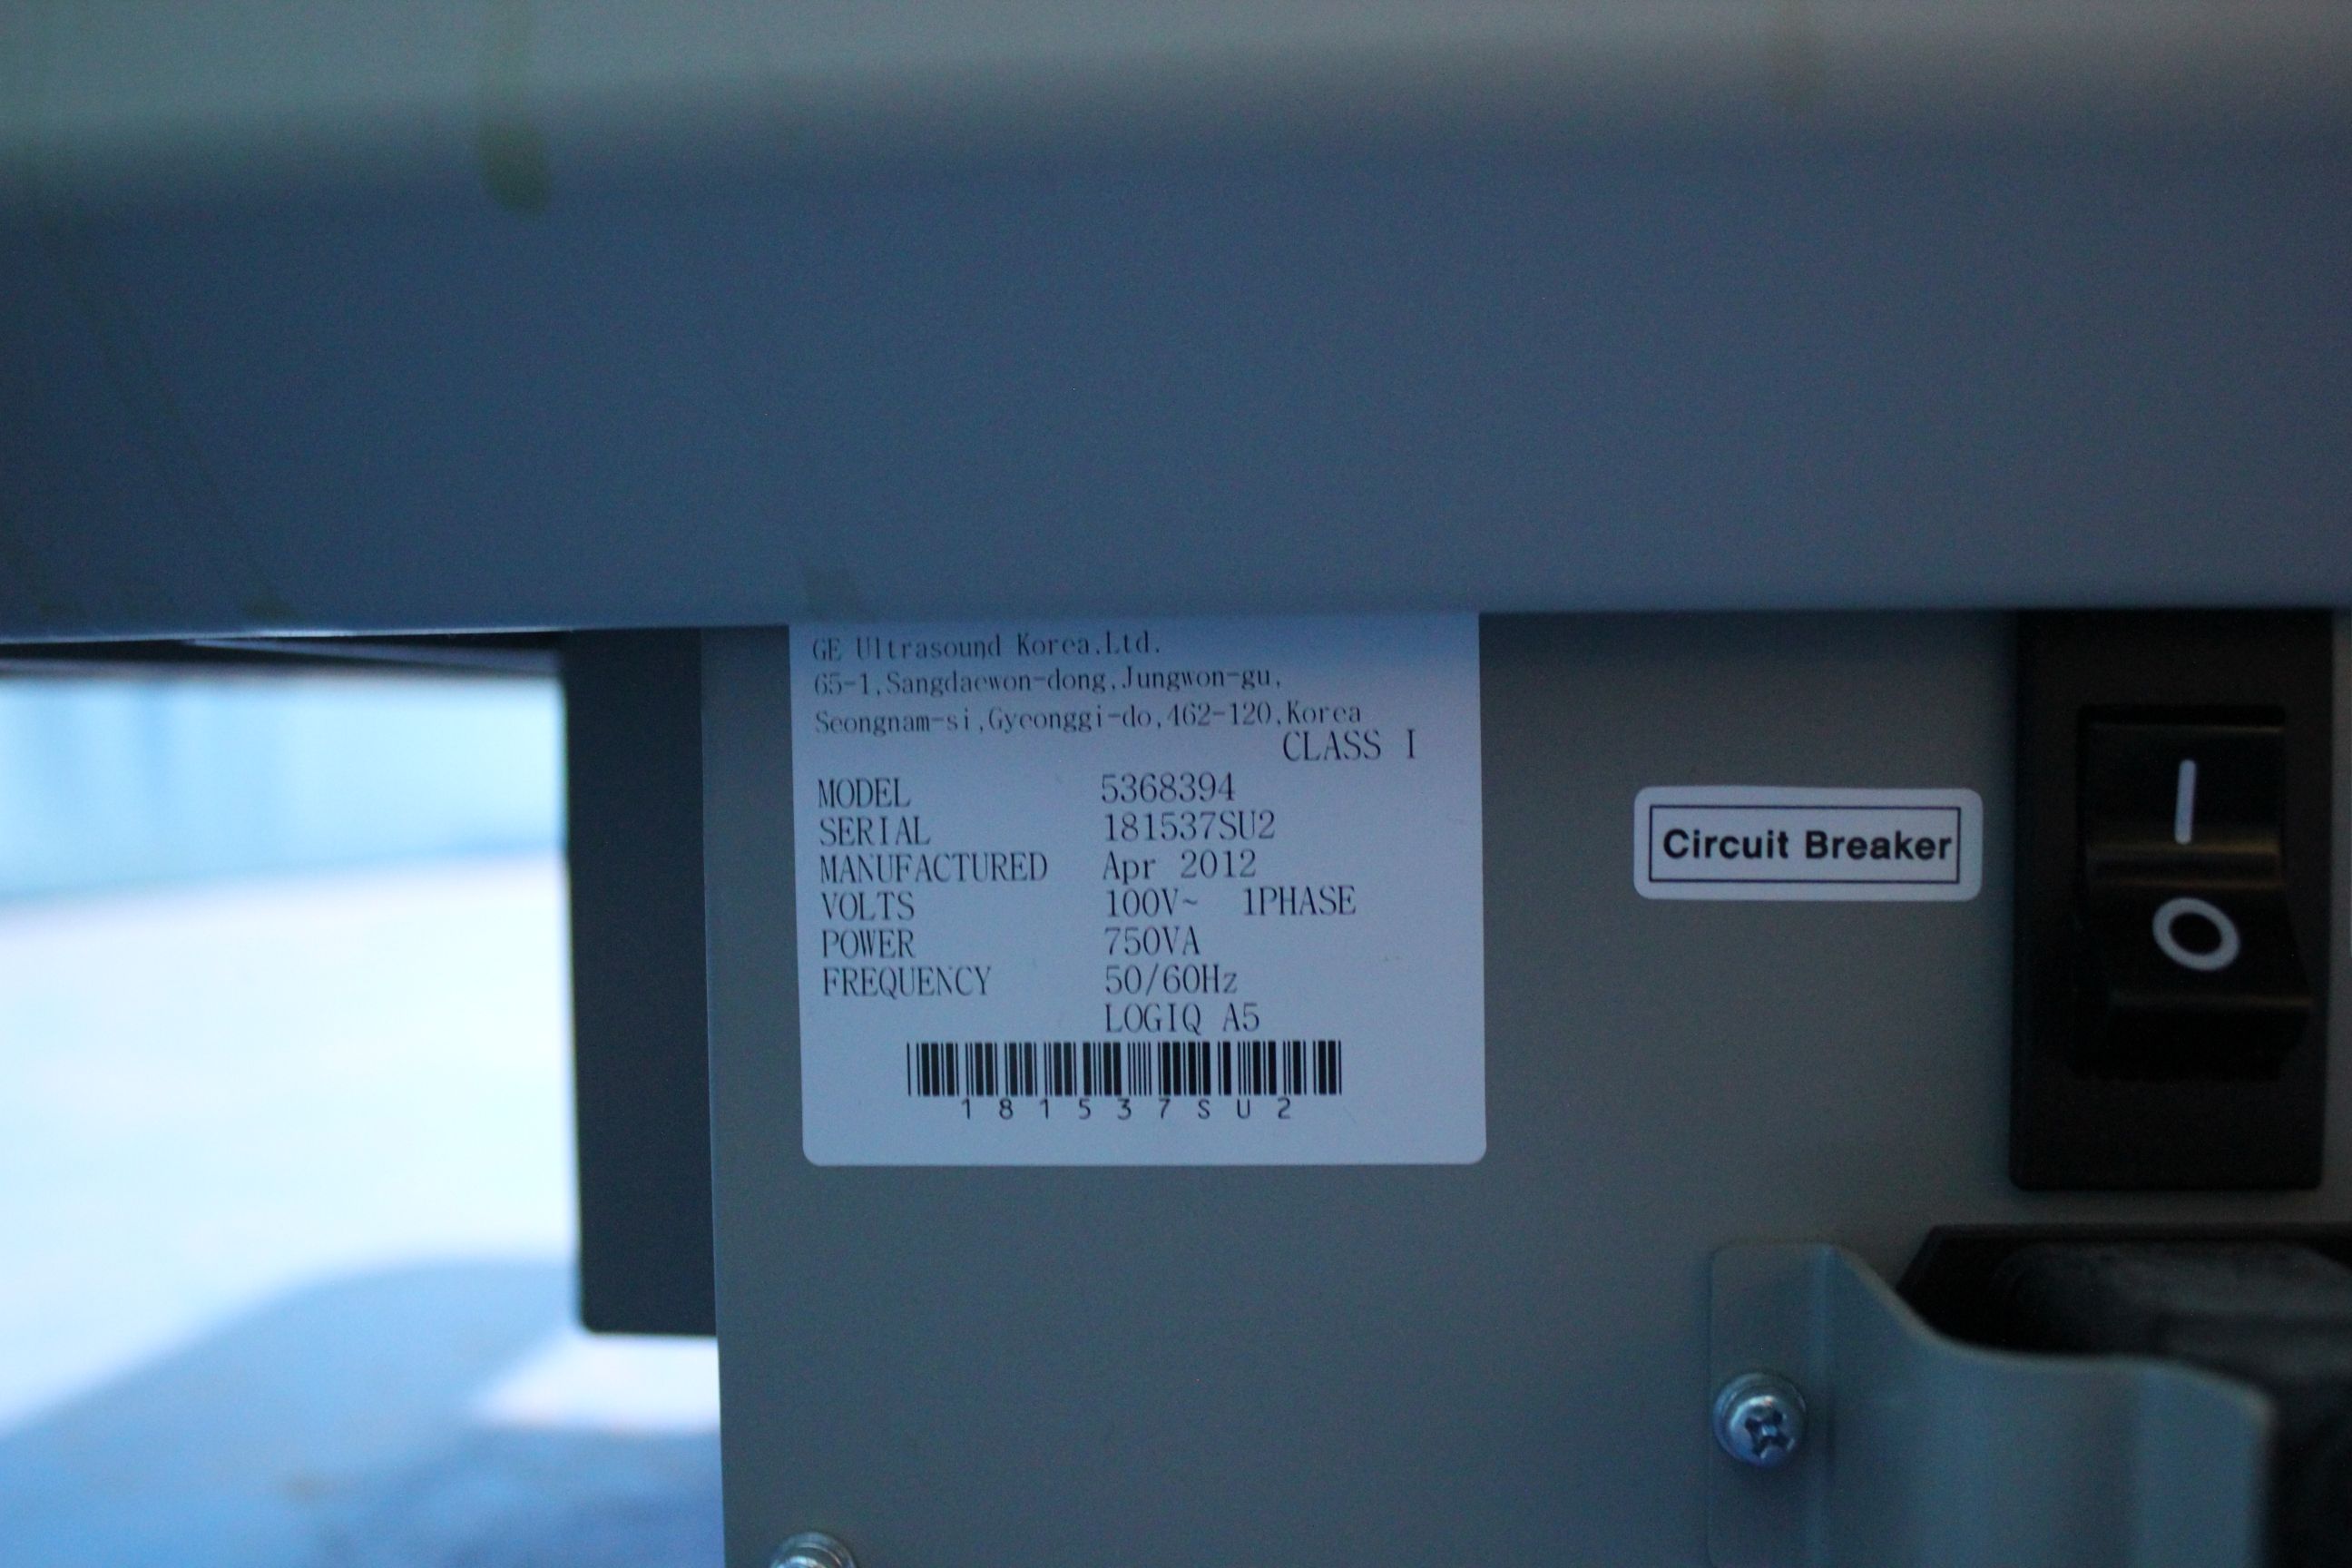 GE Ultrasound Korea.Ltd.
65-1,Sangdaewon-dong,Jungwon-gu,
Seongnam-si,Gyeonggi-do,462-120,Korea
CLASS I
MODEL 5368394
SERIAL 181537SU2
MANUFACTURED Apr 2012
VOLTS 100V~ 1PHASE
POWER 750VA
FREQUENCY 50/60Hz
LOGIQ A5
181537SU2
Circuit Breaker
I
O